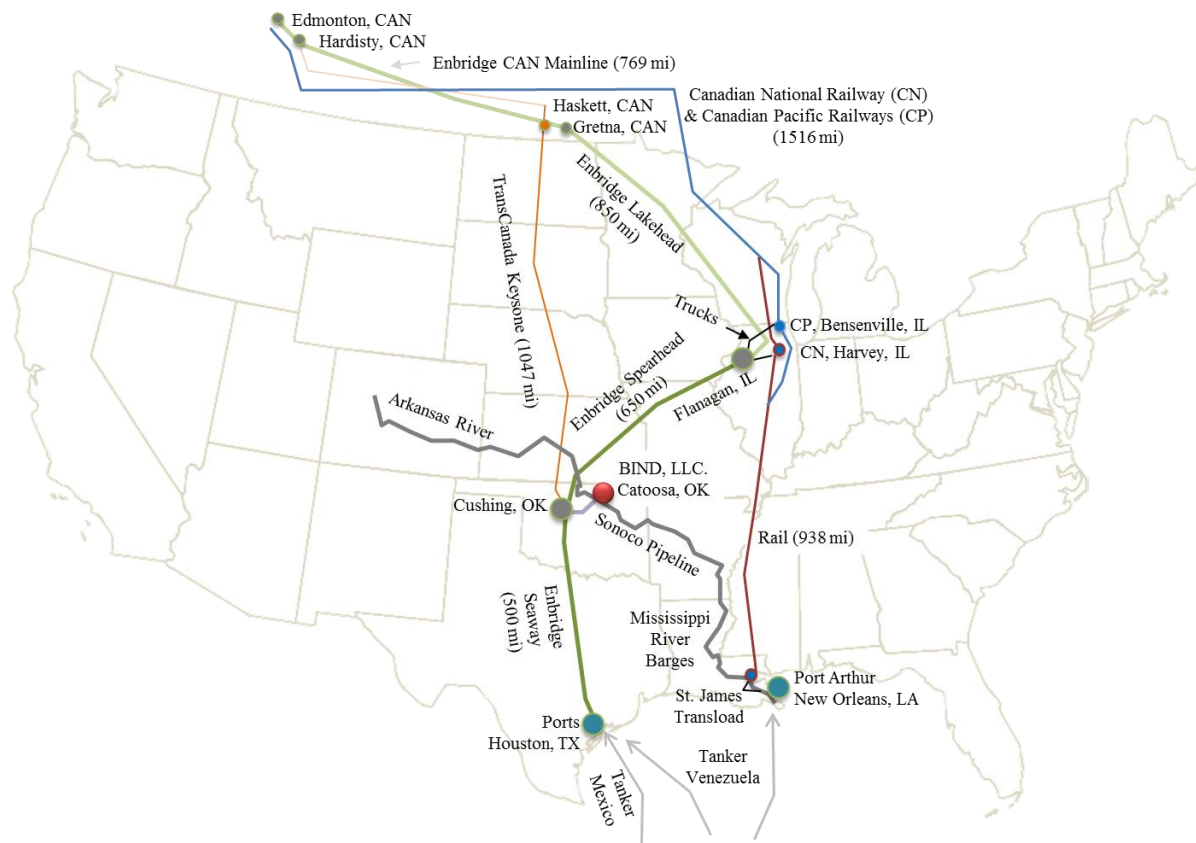 Edmonton, CAN
Hardisty, CAN
Enbridge CAN Mainline (769 mi)
Canadian National Railway (CN)
& Canadian Pacific Railways (CP)
(1516 mi)
Haskett, CAN
Gretna, CAN
Enbridge Lakehead
(850 mi)
TransCanada Keysone (1047 mi)
Trucks
CP, Bensenville, IL
CN, Harvey, IL
Enbridge Spearhead
(650 mi)
Flanagan, IL
Arkansas River
BIND, LLC.
Catoosa, OK
Cushing, OK
Sonoco Pipeline
Rail (938 mi)
Enbridge
Seaway
(500 mi)
Mississippi
River
Barges
St. James
Transload
Port Arthur
New Orleans, LA
Ports
Houston, TX
Tanker
Mexico
Tanker
Venezuela